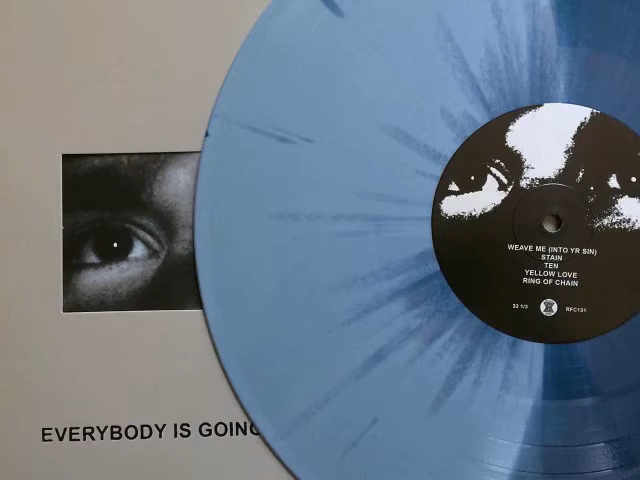 WEAVE ME (INTO YR SIN)
STAIN
TEN
YELLOW LOVE
RING OF CHAIN
33 1/3
RFC131
EVERYBODY IS GOING